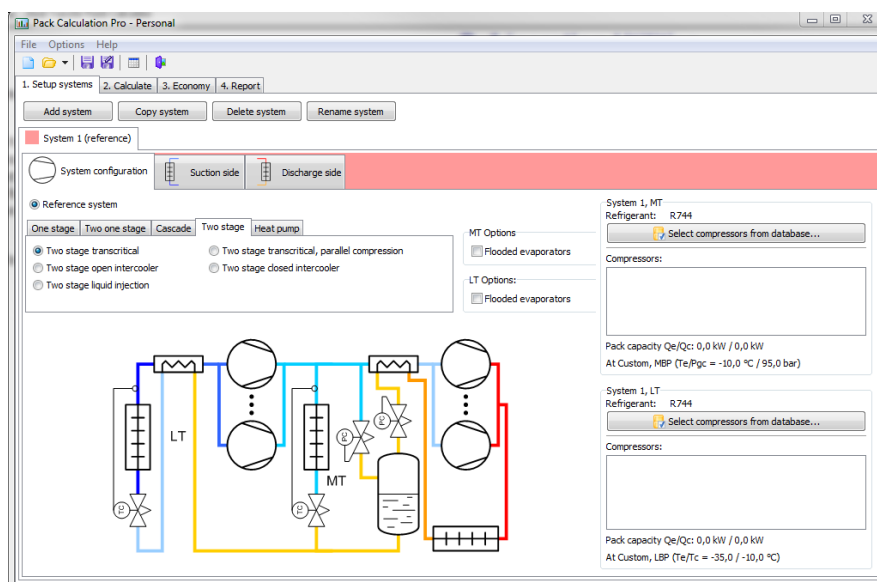 Pack Calculation Pro - Personal
File Options Help
1. Setup systems 2. Calculate 3. Economy 4. Report
Add system Copy system Delete system Rename system
System 1 (reference)
System configuration Suction side Discharge side
Reference system
One stage Two one stage Cascade Two stage Heat pump
Two stage transcritical Two stage transcritical, parallel compression
Two stage open intercooler Two stage closed intercooler
Two stage liquid injection
MT Options
Flooded evaporators
LT Options:
Flooded evaporators
System 1, MT
Refrigerant: R744
Select compressors from database...
Compressors:
Pack capacity Qe/Qc: 0,0 kW / 0,0 kW
At Custom, MBP (Te/Pgc = -10,0 °C / 95,0 bar)
System 1, LT
Refrigerant: R744
Select compressors from database...
Compressors:
Pack capacity Qe/Qc: 0,0 kW / 0,0 kW
At Custom, LBP (Te/Tc = -35,0 / -10,0 °C)
LT
MT
TC
TC
PC
PC